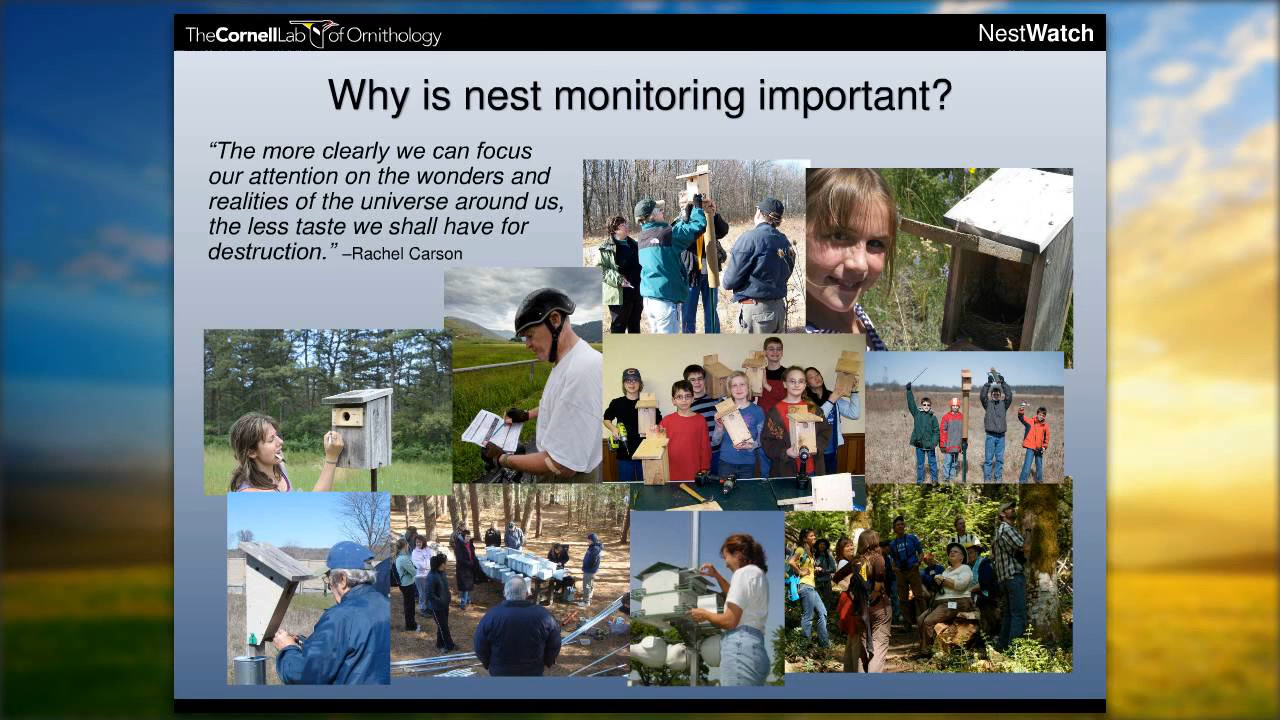 TheCornellLab of Ornithology
NestWatch
Why is nest monitoring important?
“The more clearly we can focus
our attention on the wonders and
realities of the universe around us,
the less taste we shall have for
destruction.” –Rachel Carson